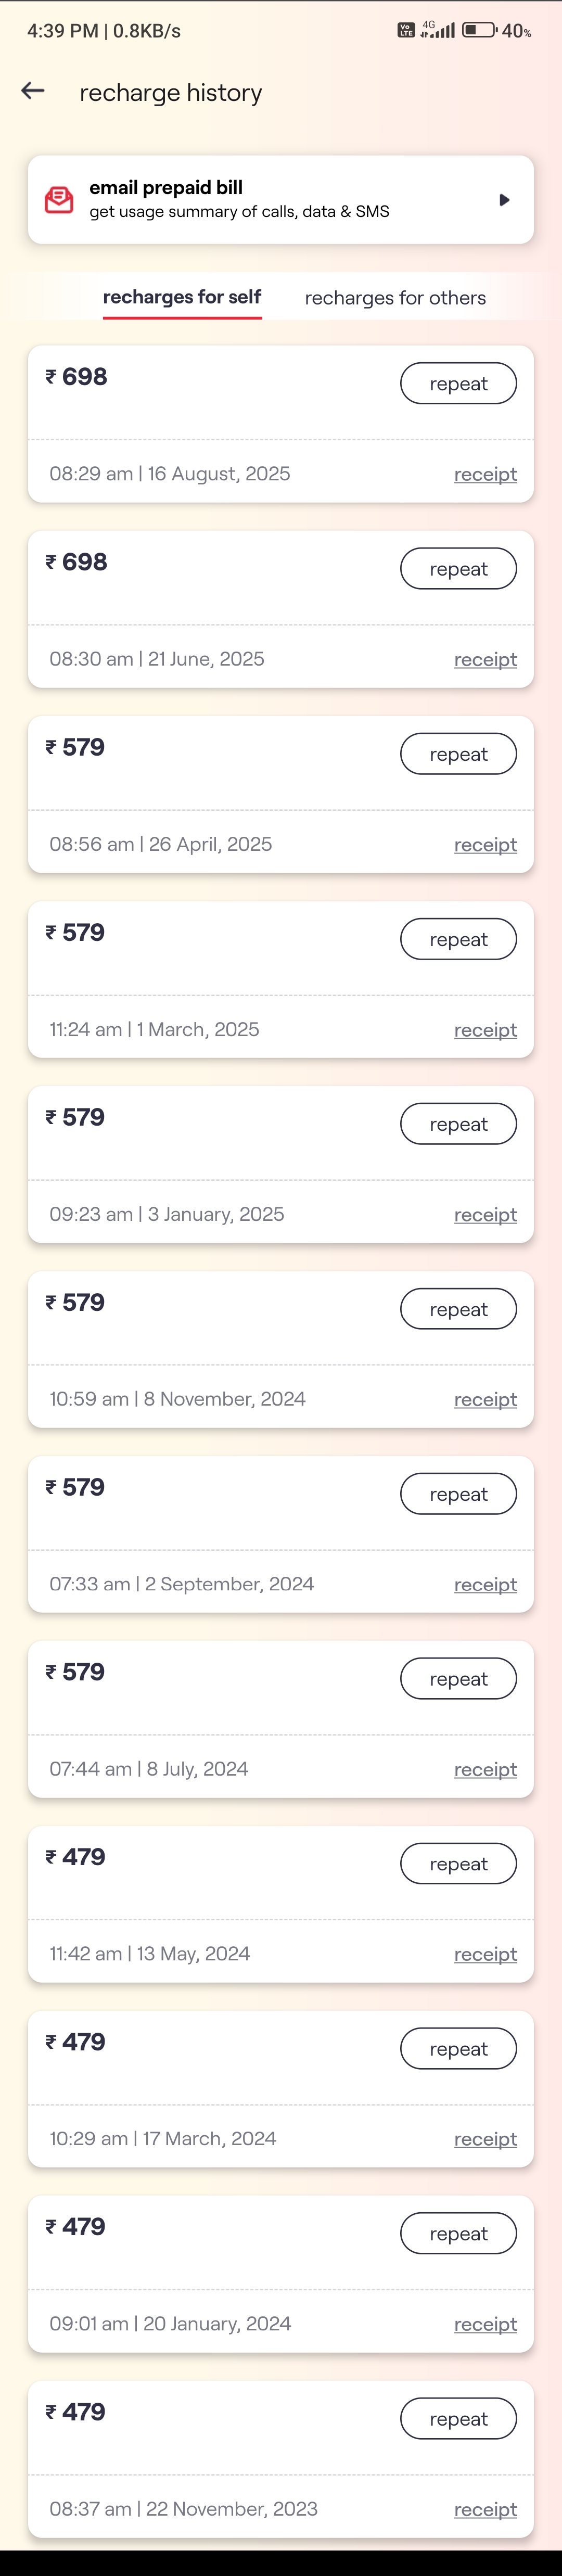 4:39 PM | 0.8KB/s Vo LTE 4G 40%
recharge history
email prepaid bill
get usage summary of calls, data & SMS
recharges for self recharges for others
₹ 698 repeat
08:29 am | 16 August, 2025 receipt
₹ 698 repeat
08:30 am | 21 June, 2025 receipt
₹ 579 repeat
08:56 am | 26 April, 2025 receipt
₹ 579 repeat
11:24 am | 1 March, 2025 receipt
₹ 579 repeat
09:23 am | 3 January, 2025 receipt
₹ 579 repeat
10:59 am | 8 November, 2024 receipt
₹ 579 repeat
07:33 am | 2 September, 2024 receipt
₹ 579 repeat
07:44 am | 8 July, 2024 receipt
₹ 479 repeat
11:42 am | 13 May, 2024 receipt
₹ 479 repeat
10:29 am | 17 March, 2024 receipt
₹ 479 repeat
09:01 am | 20 January, 2024 receipt
₹ 479 repeat
08:37 am | 22 November, 2023 receipt